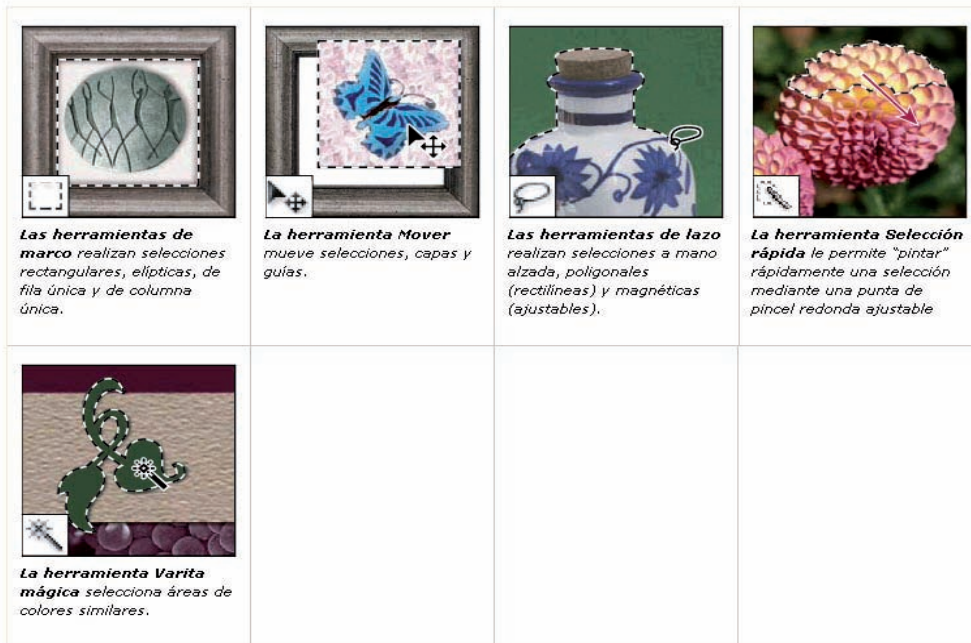 Las herramientas de
marco realizan selecciones
rectangulares, elípticas, de
fila única y de columna
única.
La herramienta Mover
mueve selecciones, capas y
guías.
Las herramientas de lazo
realizan selecciones a mano
alzada, poligonales
(rectilíneas) y magnéticas
(ajustables).
La herramienta Selección
rápida le permite "pintar"
rápidamente una selección
mediante una punta de
pincel redonda ajustable
La herramienta Varita
mágica selecciona áreas de
colores similares.